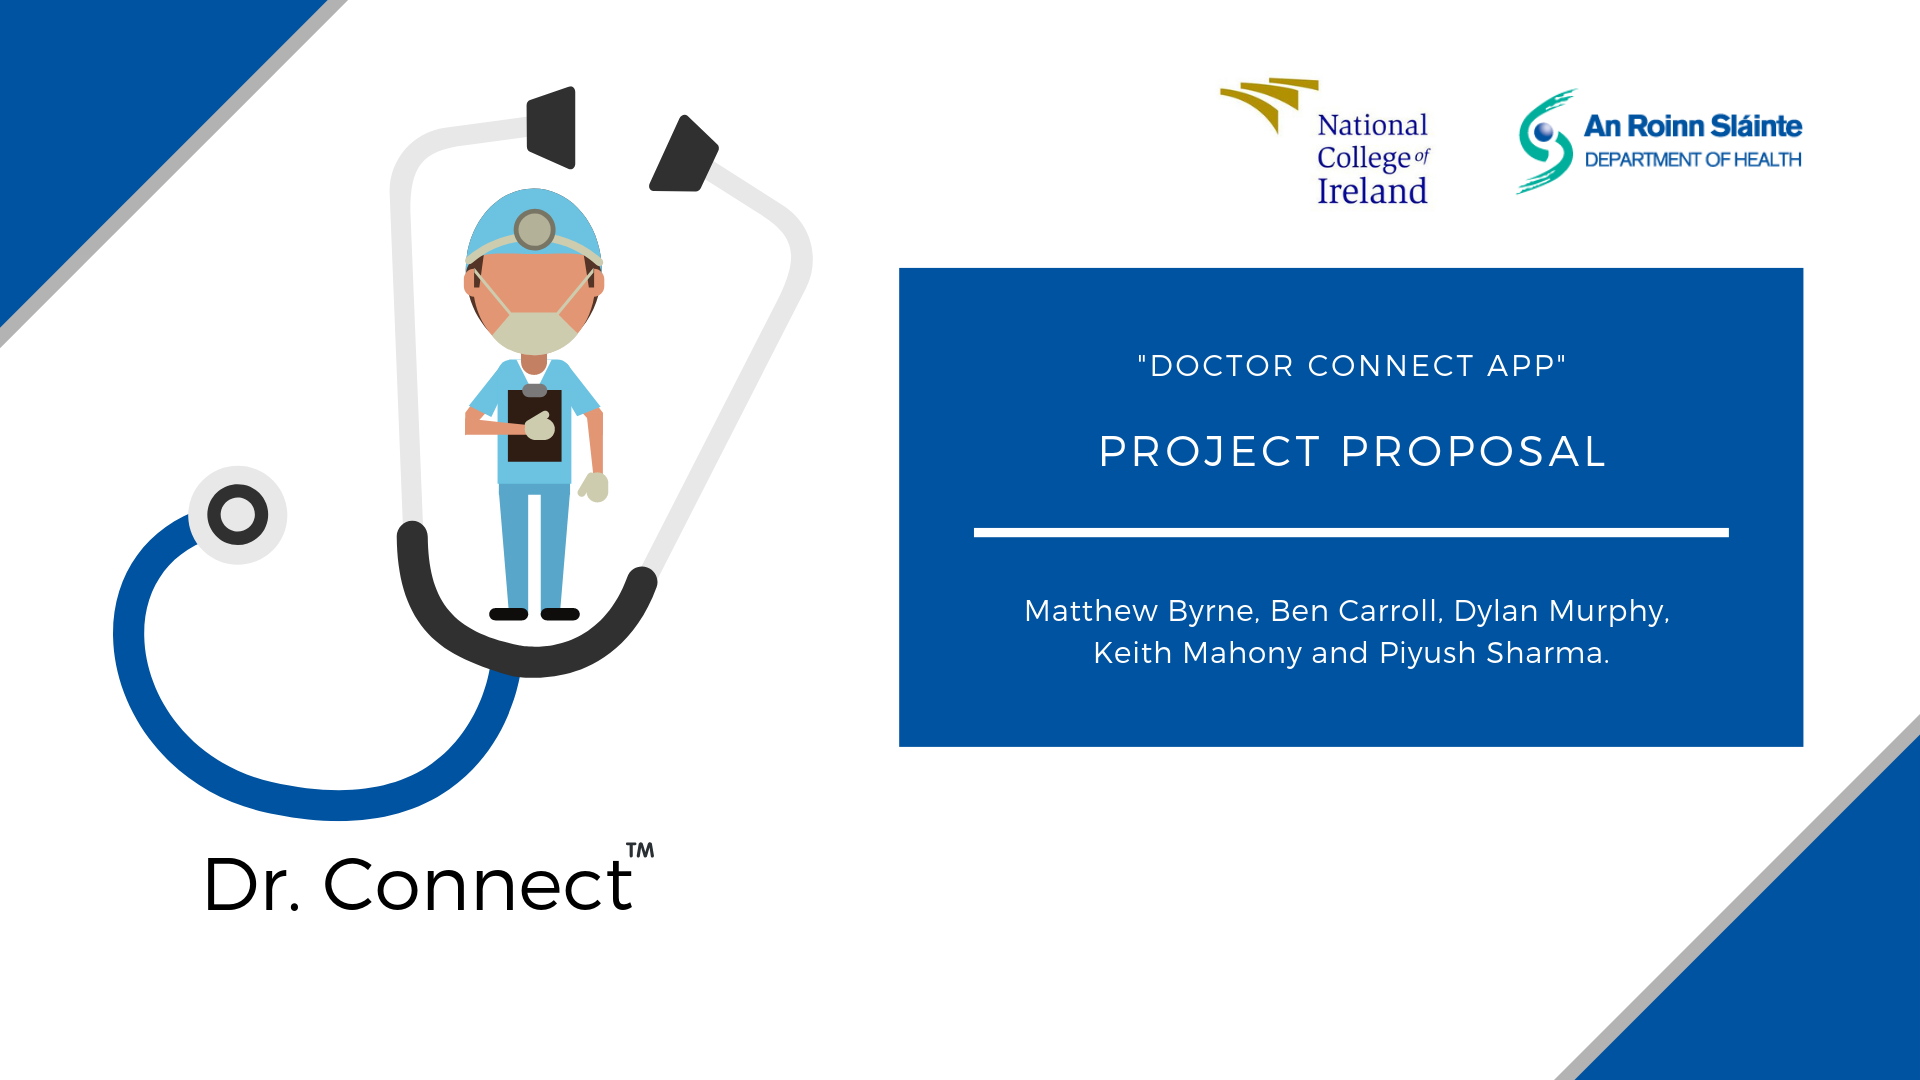 National
College of
Ireland
An Roinn Sláinte
DEPARTMENT OF HEALTH
"DOCTOR CONNECT APP"
PROJECT PROPOSAL
Matthew Byrne, Ben Carroll, Dylan Murphy,
Keith Mahony and Piyush Sharma.
Dr. Connect™